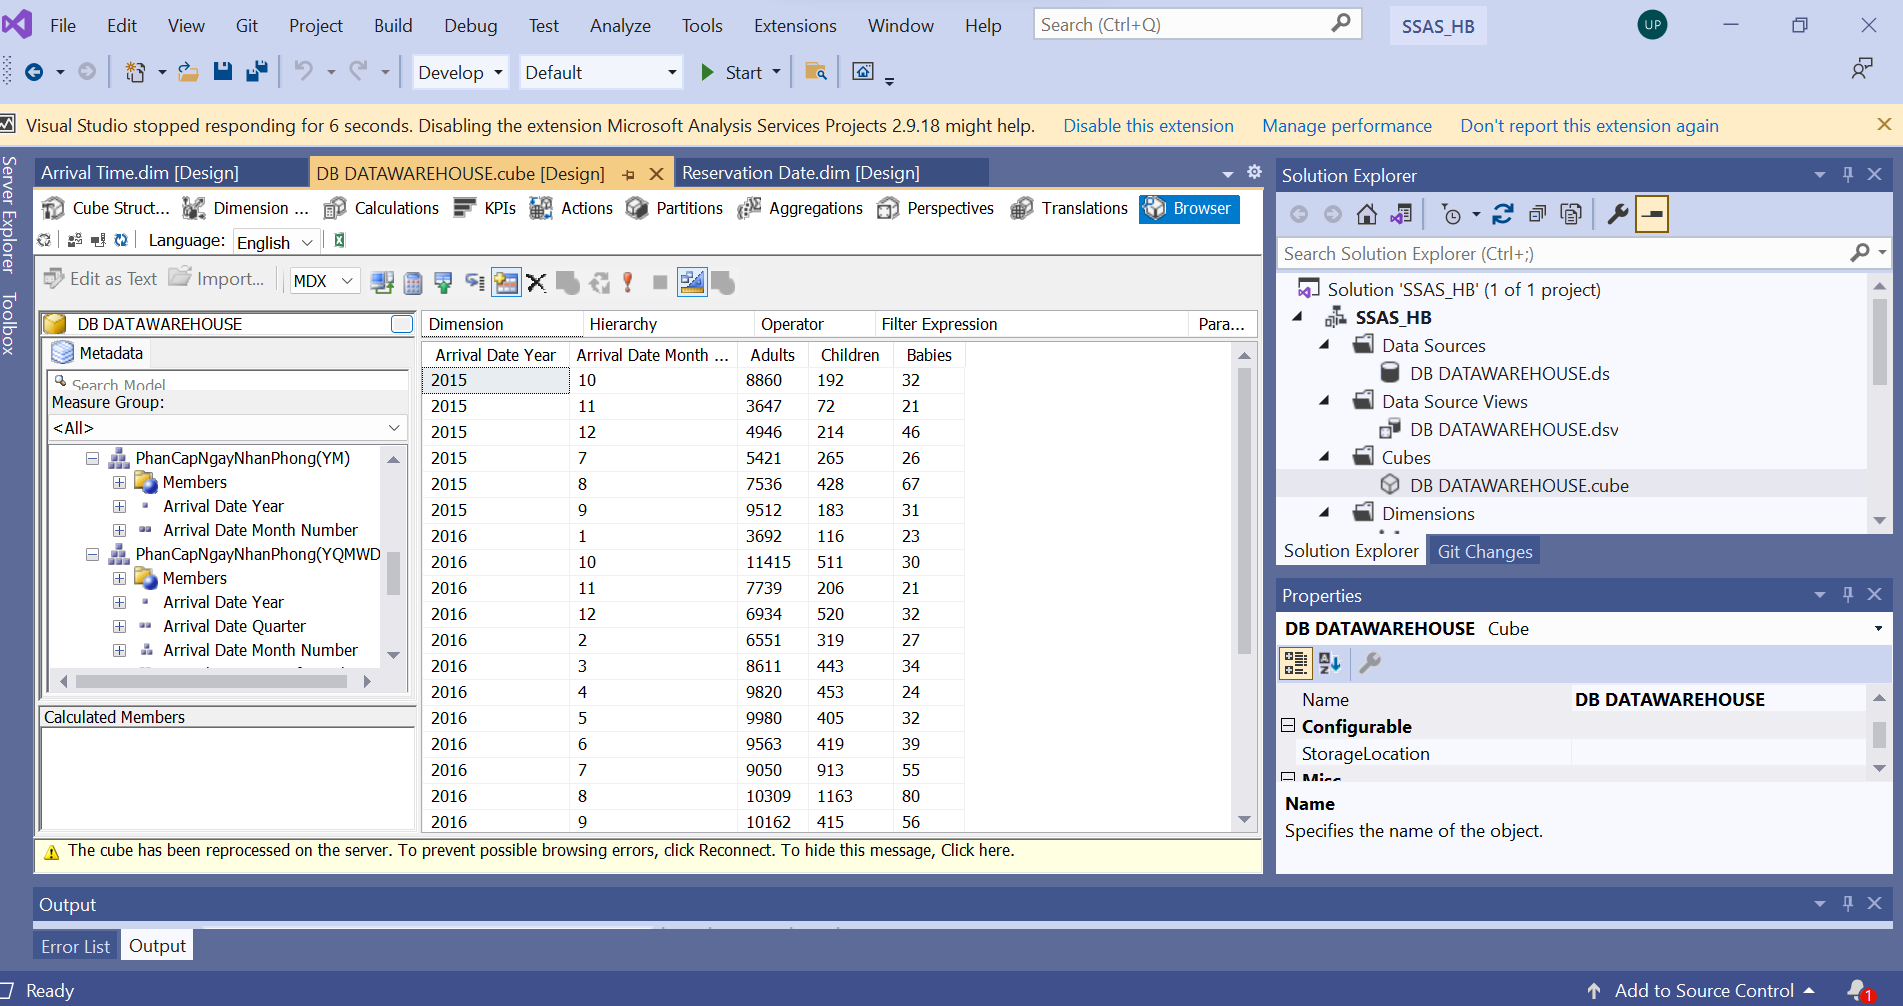 File Edit View Git Project Build Debug Test Analyze Tools Extensions Window Help Search (Ctrl+Q) SSAS_HB UP
Develop Default Start
Visual Studio stopped responding for 6 seconds. Disabling the extension Microsoft Analysis Services Projects 2.9.18 might help. Disable this extension Manage performance Don't report this extension again
Server Explorer
Toolbox
Arrival Time.dim [Design] DB DATAWAREHOUSE.cube [Design] Reservation Date.dim [Design]
Cube Struct... Dimension ... Calculations KPIs Actions Partitions Aggregations Perspectives Translations Browser
Language: English
Edit as Text Import... MDX
DB DATAWAREHOUSE
Metadata
Search Model
Measure Group:
<All>
PhanCapNgayNhanPhong(YM)
Members
Arrival Date Year
Arrival Date Month Number
PhanCapNgayNhanPhong(YQMWD
Members
Arrival Date Year
Arrival Date Quarter
Arrival Date Month Number
Calculated Members
Dimension Hierarchy Operator Filter Expression Para...
Arrival Date Year Arrival Date Month ... Adults Children Babies
2015 10 8860 192 32
2015 11 3647 72 21
2015 12 4946 214 46
2015 7 5421 265 26
2015 8 7536 428 67
2015 9 9512 183 31
2016 1 3692 116 23
2016 10 11415 511 30
2016 11 7739 206 21
2016 12 6934 520 32
2016 2 6551 319 27
2016 3 8611 443 34
2016 4 9820 453 24
2016 5 9980 405 32
2016 6 9563 419 39
2016 7 9050 913 55
2016 8 10309 1163 80
2016 9 10162 415 56
The cube has been reprocessed on the server. To prevent possible browsing errors, click Reconnect. To hide this message, Click here.
Solution Explorer
Search Solution Explorer (Ctrl+;)
Solution 'SSAS_HB' (1 of 1 project)
SSAS_HB
Data Sources
DB DATAWAREHOUSE.ds
Data Source Views
DB DATAWAREHOUSE.dsv
Cubes
DB DATAWAREHOUSE.cube
Dimensions
Solution Explorer Git Changes
Properties
DB DATAWAREHOUSE Cube
Name DB DATAWAREHOUSE
Configurable
StorageLocation
Misc
Name
Specifies the name of the object.
Output
Error List Output
Ready
Add to Source Control 1